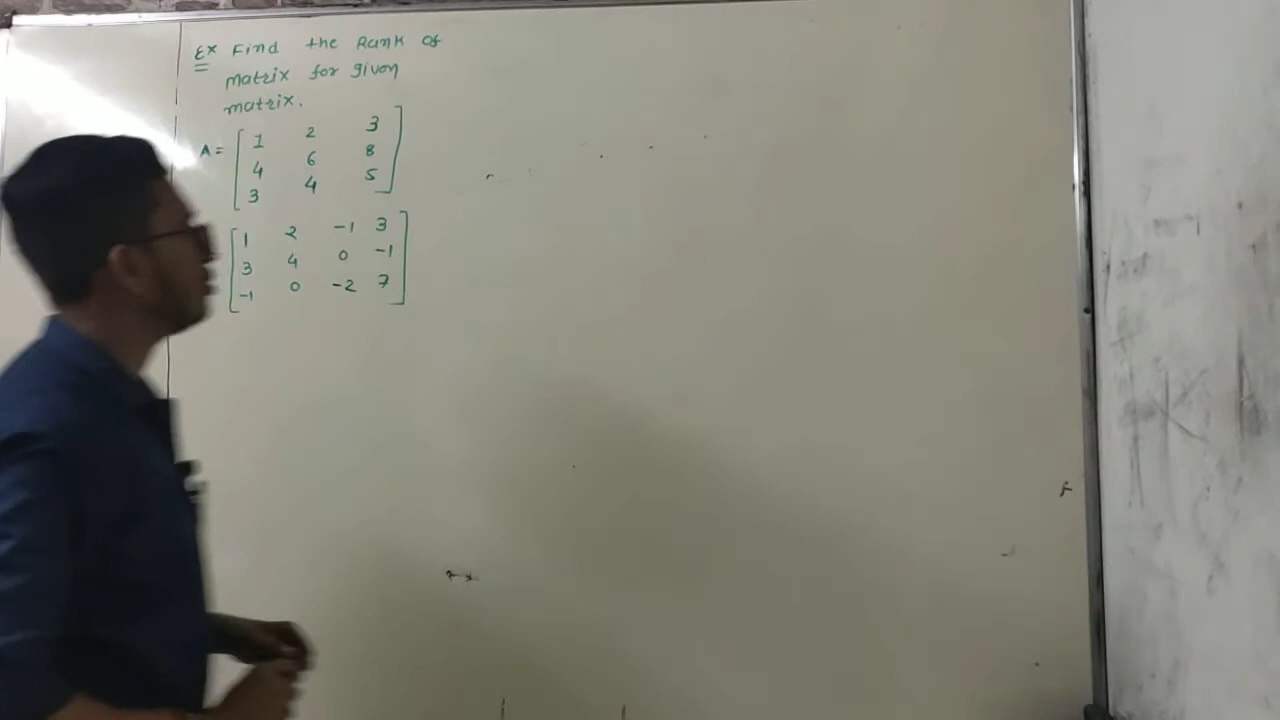 Ex Find the Rank of
matrix for given
matrix.
A = [ 1 2 3
4 6 8
3 4 5 ]
[ 1 2 -1 3
3 4 0 -1
-1 0 -2 7 ]